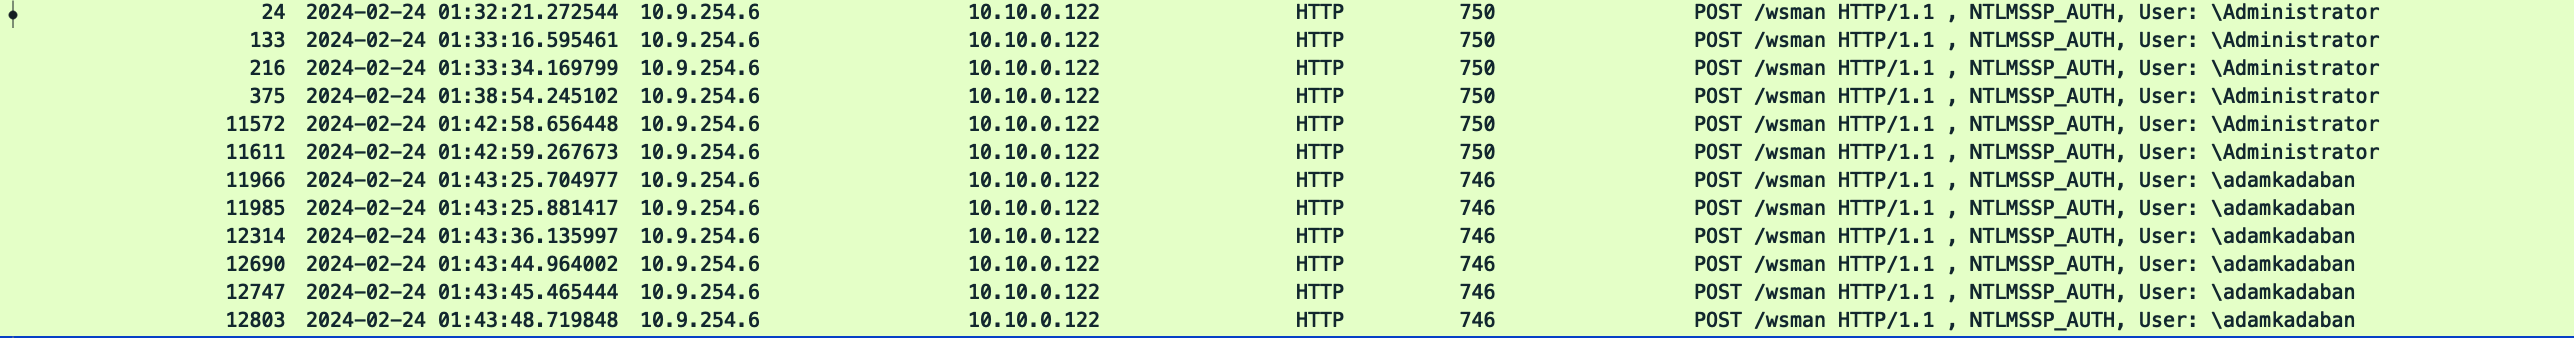 24 2024-02-24 01:32:21.272544 10.9.254.6 10.10.0.122 HTTP 750 POST /wsman HTTP/1.1 , NTLMSSP_AUTH, User: \Administrator
133 2024-02-24 01:33:16.595461 10.9.254.6 10.10.0.122 HTTP 750 POST /wsman HTTP/1.1 , NTLMSSP_AUTH, User: \Administrator
216 2024-02-24 01:33:34.169799 10.9.254.6 10.10.0.122 HTTP 750 POST /wsman HTTP/1.1 , NTLMSSP_AUTH, User: \Administrator
375 2024-02-24 01:38:54.245102 10.9.254.6 10.10.0.122 HTTP 750 POST /wsman HTTP/1.1 , NTLMSSP_AUTH, User: \Administrator
11572 2024-02-24 01:42:58.656448 10.9.254.6 10.10.0.122 HTTP 750 POST /wsman HTTP/1.1 , NTLMSSP_AUTH, User: \Administrator
11611 2024-02-24 01:42:59.267673 10.9.254.6 10.10.0.122 HTTP 750 POST /wsman HTTP/1.1 , NTLMSSP_AUTH, User: \Administrator
11966 2024-02-24 01:43:25.704977 10.9.254.6 10.10.0.122 HTTP 746 POST /wsman HTTP/1.1 , NTLMSSP_AUTH, User: \adamkadaban
11985 2024-02-24 01:43:25.881417 10.9.254.6 10.10.0.122 HTTP 746 POST /wsman HTTP/1.1 , NTLMSSP_AUTH, User: \adamkadaban
12314 2024-02-24 01:43:36.135997 10.9.254.6 10.10.0.122 HTTP 746 POST /wsman HTTP/1.1 , NTLMSSP_AUTH, User: \adamkadaban
12690 2024-02-24 01:43:44.964002 10.9.254.6 10.10.0.122 HTTP 746 POST /wsman HTTP/1.1 , NTLMSSP_AUTH, User: \adamkadaban
12747 2024-02-24 01:43:45.465444 10.9.254.6 10.10.0.122 HTTP 746 POST /wsman HTTP/1.1 , NTLMSSP_AUTH, User: \adamkadaban
12803 2024-02-24 01:43:48.719848 10.9.254.6 10.10.0.122 HTTP 746 POST /wsman HTTP/1.1 , NTLMSSP_AUTH, User: \adamkadaban